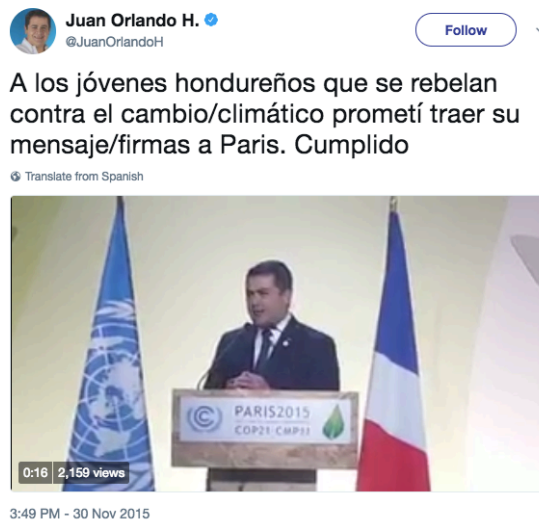 Juan Orlando H.
@JuanOrlandoH
Follow
A los jóvenes hondureños que se rebelan
contra el cambio/climático prometí traer su
mensaje/firmas a Paris. Cumplido
Translate from Spanish
PARIS2015
COP21·CMP11
0:16 2,159 views
3:49 PM - 30 Nov 2015